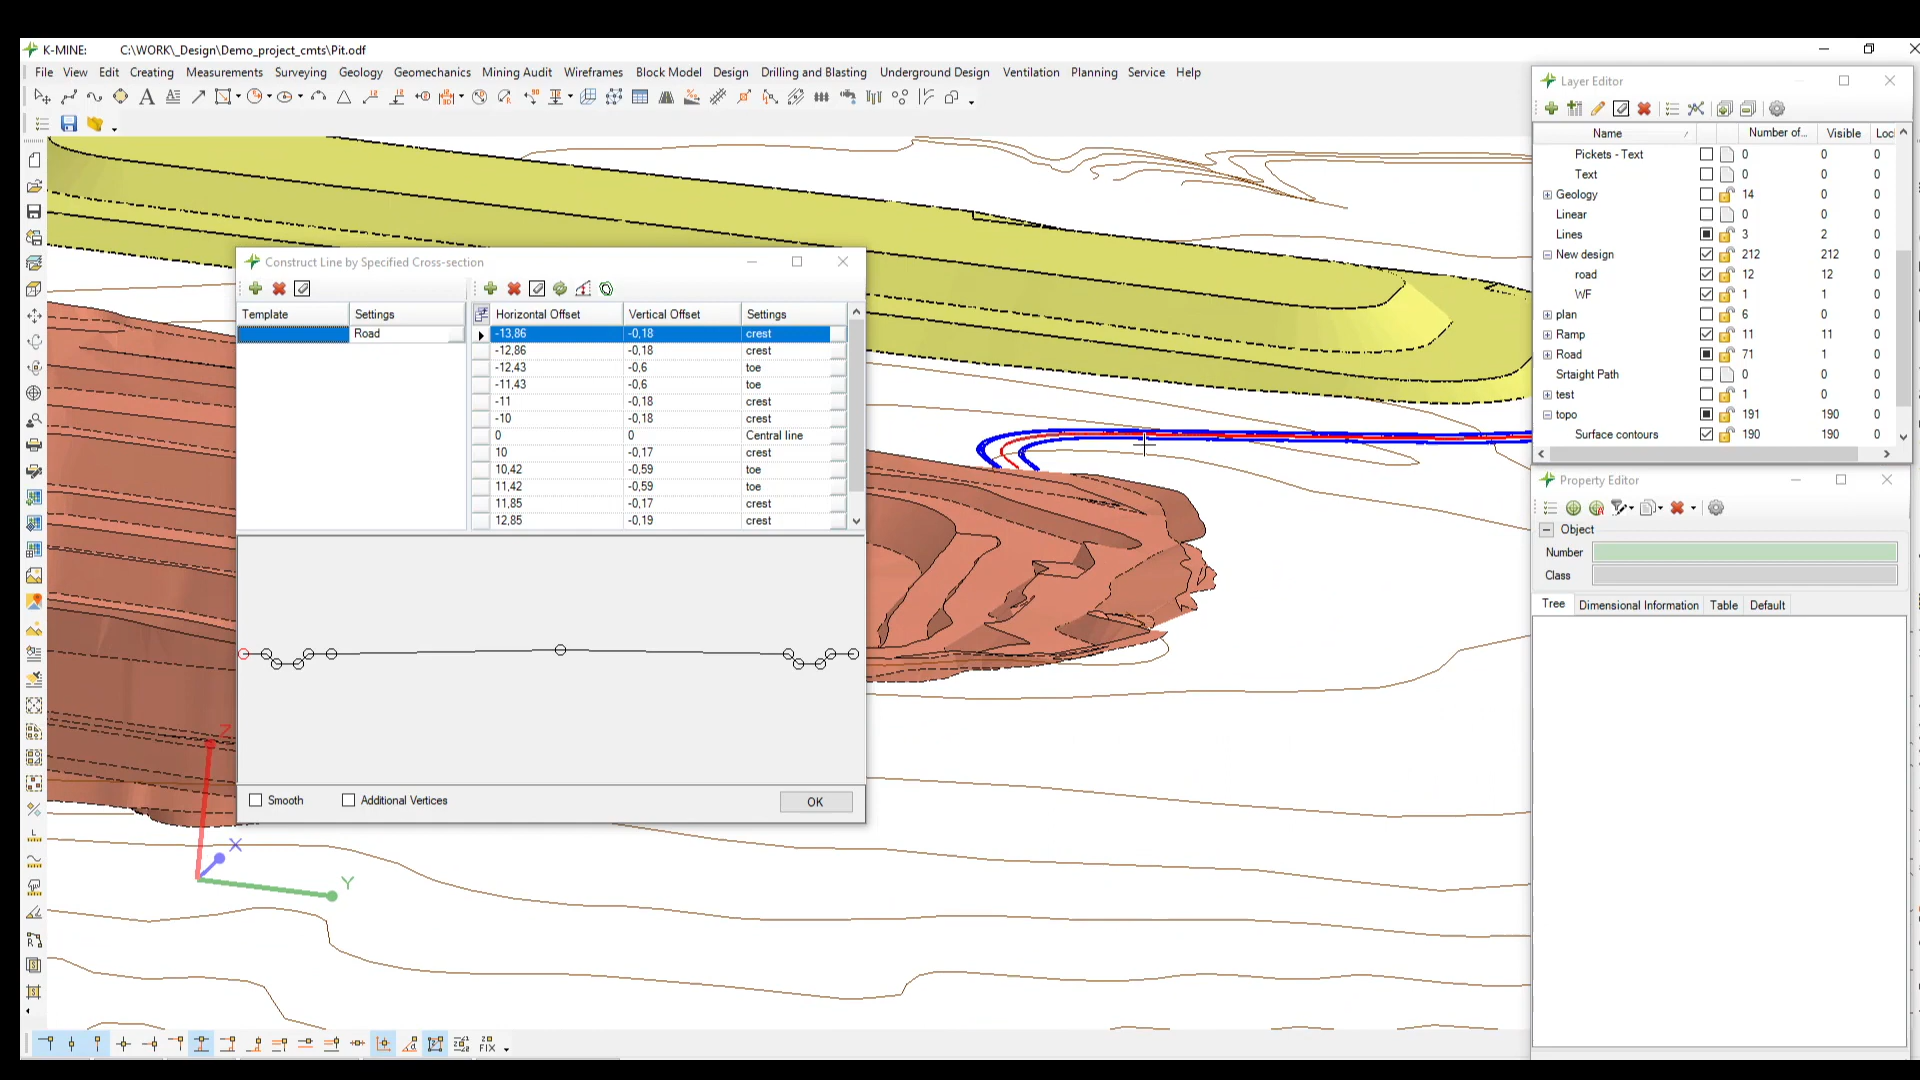 K-MINE: C:\WORK\_Design\Demo_project_cmts\Pit.odf
File View Edit Creating Measurements Surveying Geology Geomechanics Mining Audit Wireframes Block Model Design Drilling and Blasting Underground Design Ventilation Planning Service Help
Layer Editor
Name Number of... Visible Loc
Pickets - Text 0 0 0
Text 0 0 0
Geology 14 0 0
Linear 0 0 0
Lines 3 2 0
New design 212 212 0
road 12 12 0
WF 1 1 0
plan 6 0 0
Ramp 11 11 0
Road 71 1 0
Srtaight Path 0 0 0
test 1 0 0
topo 191 190 0
Surface contours 190 190 0
Construct Line by Specified Cross-section
Template Settings
Road
Horizontal Offset Vertical Offset Settings
-13,86 -0,18 crest
-12,86 -0,18 crest
-12,43 -0,6 toe
-11,43 -0,6 toe
-11 -0,18 crest
-10 -0,18 crest
0 0 Central line
10 -0,17 crest
10,42 -0,59 toe
11,42 -0,59 toe
11,85 -0,17 crest
12,85 -0,19 crest
Smooth Additional Vertices OK
Property Editor
Object
Number
Class
Tree Dimensional Information Table Default
Z
X
Y
FIX